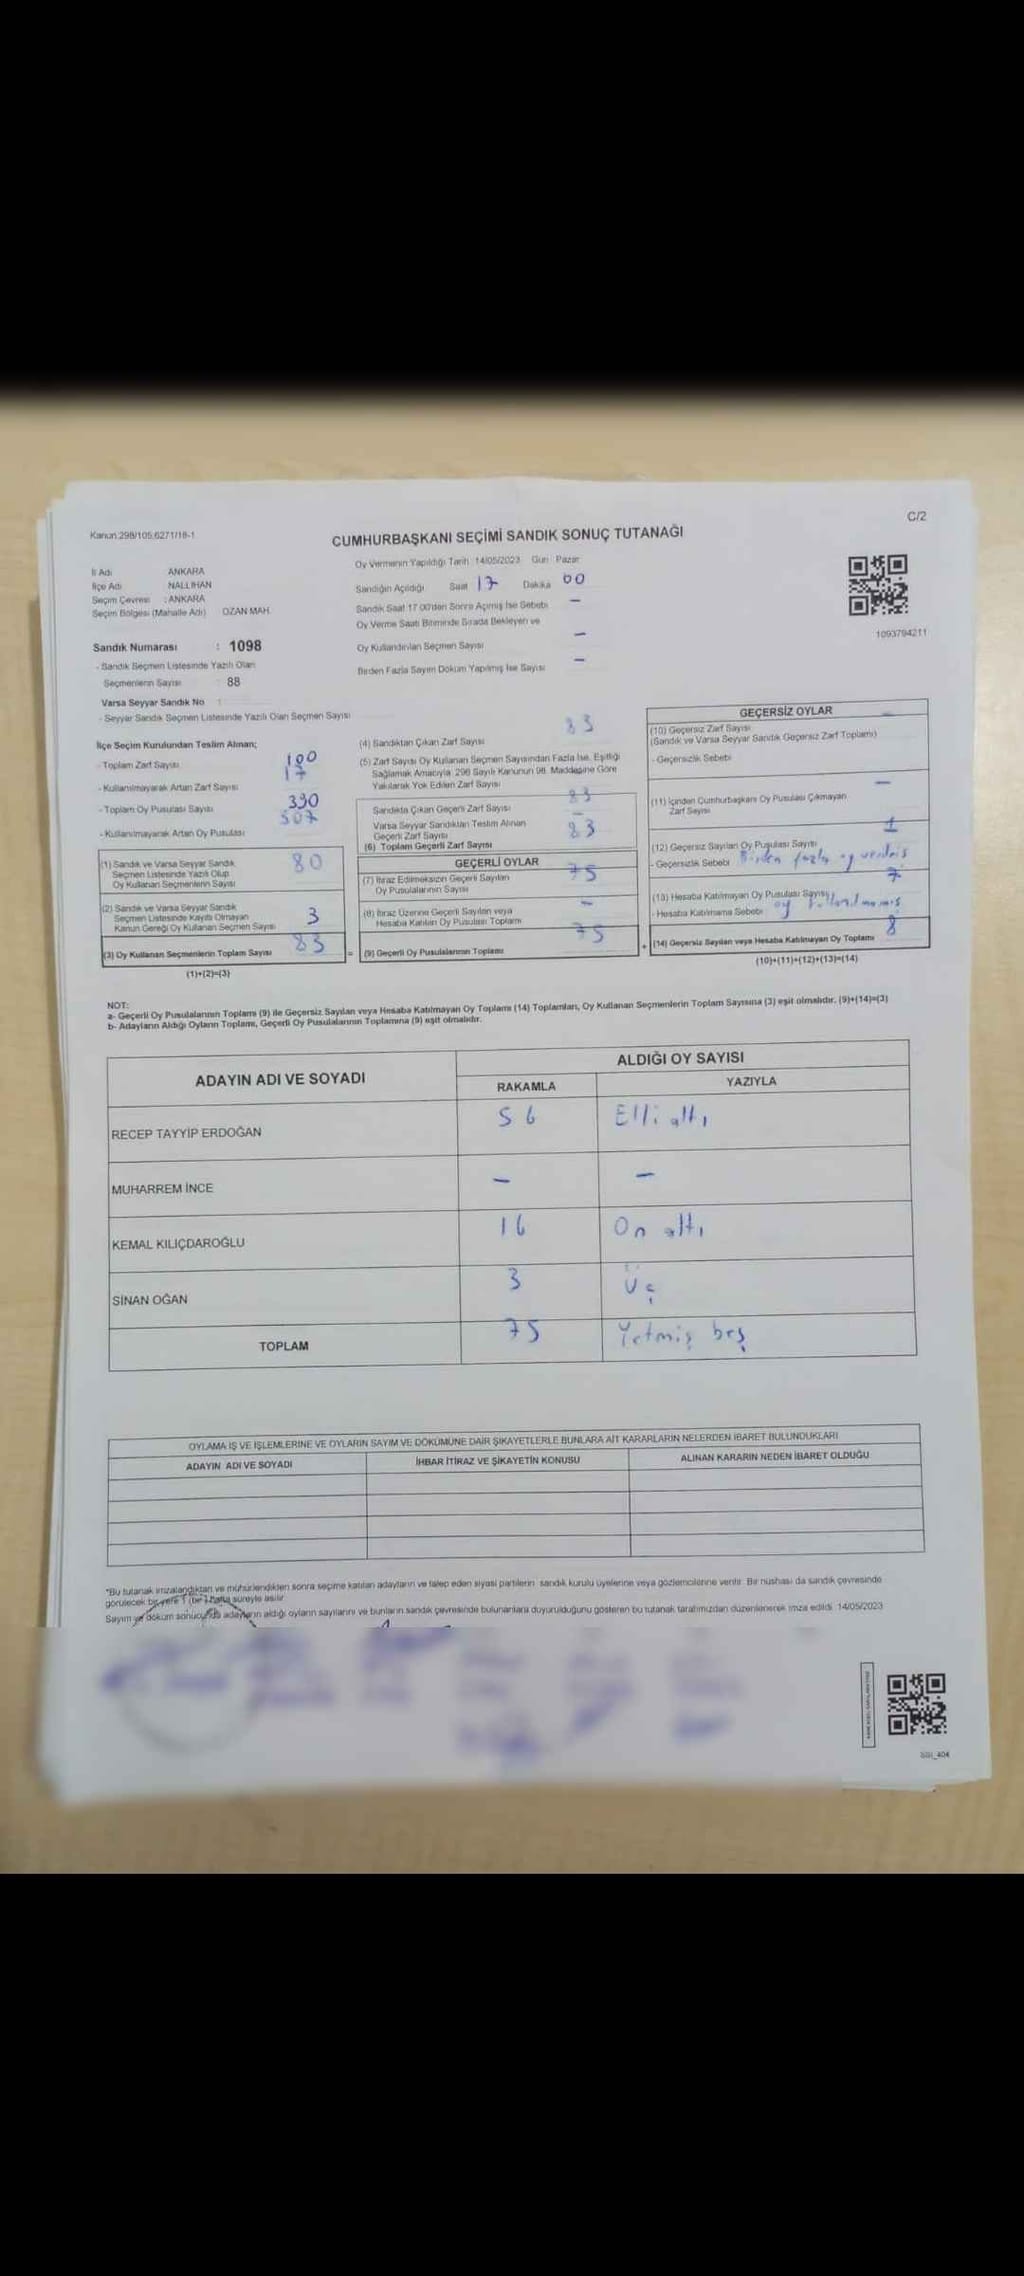 C/2
Kanun.298/105,6271/18-1
CUMHURBAŞKANI SEÇİMİ SANDIK SONUÇ TUTANAĞI
İl Adı ANKARA
İlçe Adı NALLIHAN
Seçim Çevresi : ANKARA
Seçim Bölgesi (Mahalle Adı) OZAN MAH.
Sandık Numarası : 1098
- Sandık Seçmen Listesinde Yazılı Olan
Seçmenlerin Sayısı 88
Varsa Seyyar Sandık No :
- Seyyar Sandık Seçmen Listesinde Yazılı Olan Seçmen Sayısı
Oy Vermenin Yapıldığı Tarih 14/05/2023 Gün Pazar
Sandığın Açıldığı Saat 17 Dakika 00
Sandık Saat 17.00'den Sonra Açılmış İse Sebebi –
Oy Verme Saati Bitiminde Sırada Bekleyen ve
Oy Kullandırılan Seçmen Sayısı –
Birden Fazla Sayım Döküm Yapılmış İse Sayısı –
1093794211
İlçe Seçim Kurulundan Teslim Alınan;
- Toplam Zarf Sayısı 100
- Kullanılmayarak Artan Zarf Sayısı 17
- Toplam Oy Pusulası Sayısı 390
- Kullanılmayarak Artan Oy Pusulası 307
(1) Sandık ve Varsa Seyyar Sandık
Seçmen Listesinde Yazılı Olup
Oy Kullanan Seçmenlerin Sayısı 80
(2) Sandık ve Varsa Seyyar Sandık
Seçmen Listesinde Kayıtlı Olmayan
Kanun Gereği Oy Kullanan Seçmen Sayısı 3
(3) Oy Kullanan Seçmenlerin Toplam Sayısı 83
(1)+(2)=(3)
(4) Sandıktan Çıkan Zarf Sayısı 83
(5) Zarf Sayısı Oy Kullanan Seçmen Sayısından Fazla İse, Eşitliği
Sağlamak Amacıyla 298 Sayılı Kanunun 98. Maddesine Göre
Yakılarak Yok Edilen Zarf Sayısı
Sandıkta Çıkan Geçerli Zarf Sayısı 83
Varsa Seyyar Sandıktan Teslim Alınan
Geçerli Zarf Sayısı –
(6) Toplam Geçerli Zarf Sayısı 83
GEÇERLİ OYLAR
(7) İtiraz Edilmeksizin Geçerli Sayılan
Oy Pusulalarının Sayısı 75
(8) İtiraz Üzerine Geçerli Sayılan veya
Hesaba Katılan Oy Pusulası Toplamı –
= (9) Geçerli Oy Pusulalarının Toplamı 75
GEÇERSİZ OYLAR
(10) Geçersiz Zarf Sayısı –
(Sandık ve Varsa Seyyar Sandık Geçersiz Zarf Toplamı)
- Geçersizlik Sebebi
(11) İçinden Cumhurbaşkanı Oy Pusulası Çıkmayan
Zarf Sayısı –
(12) Geçersiz Sayılan Oy Pusulası Sayısı 1
- Geçersizlik Sebebi Birden fazla oy verilmiş
(13) Hesaba Katılmayan Oy Pusulası Sayısı 7
- Hesaba Katılmama Sebebi oy kullanılmamış
+ (14) Geçersiz Sayılan veya Hesaba Katılmayan Oy Toplamı 8
(10)+(11)+(12)+(13)=(14)
NOT:
a- Geçerli Oy Pusulalarının Toplamı (9) ile Geçersiz Sayılan veya Hesaba Katılmayan Oy Toplamı (14) Toplamları, Oy Kullanan Seçmenlerin Toplam Sayısına (3) eşit olmalıdır. (9)+(14)=(3)
b- Adayların Aldığı Oyların Toplamı, Geçerli Oy Pusulalarının Toplamına (9) eşit olmalıdır.
ADAYIN ADI VE SOYADI ALDIĞI OY SAYISI
RAKAMLA YAZIYLA
RECEP TAYYİP ERDOĞAN 56 Elli altı
MUHARREM İNCE – –
KEMAL KILIÇDAROĞLU 16 On altı
SİNAN OĞAN 3 Üç
TOPLAM 75 Yetmiş beş
OYLAMA İŞ VE İŞLEMLERİNE VE OYLARIN SAYIM VE DÖKÜMÜNE DAİR ŞİKAYETLERLE BUNLARA AİT KARARLARIN NELERDEN İBARET BULUNDUKLARI
ADAYIN ADI VE SOYADI İHBAR İTİRAZ VE ŞİKAYETİN KONUSU ALINAN KARARIN NEDEN İBARET OLDUĞU
*Bu tutanak imzalandıktan ve mühürlendikten sonra seçime katılan adayların ve talep eden siyasi partilerin sandık kurulu üyelerine veya gözlemcilerine verilir. Bir nüshası da sandık çevresinde
görülecek bir yere 1 (bir) hafta süreyle asılır.
Sayım ve döküm sonucunda adayların aldığı oyların sayılarını ve bunların sandık çevresinde bulunanlara duyurulduğunu gösteren bu tutanak tarafımızdan düzenlenerek imza edildi. 14/05/2023